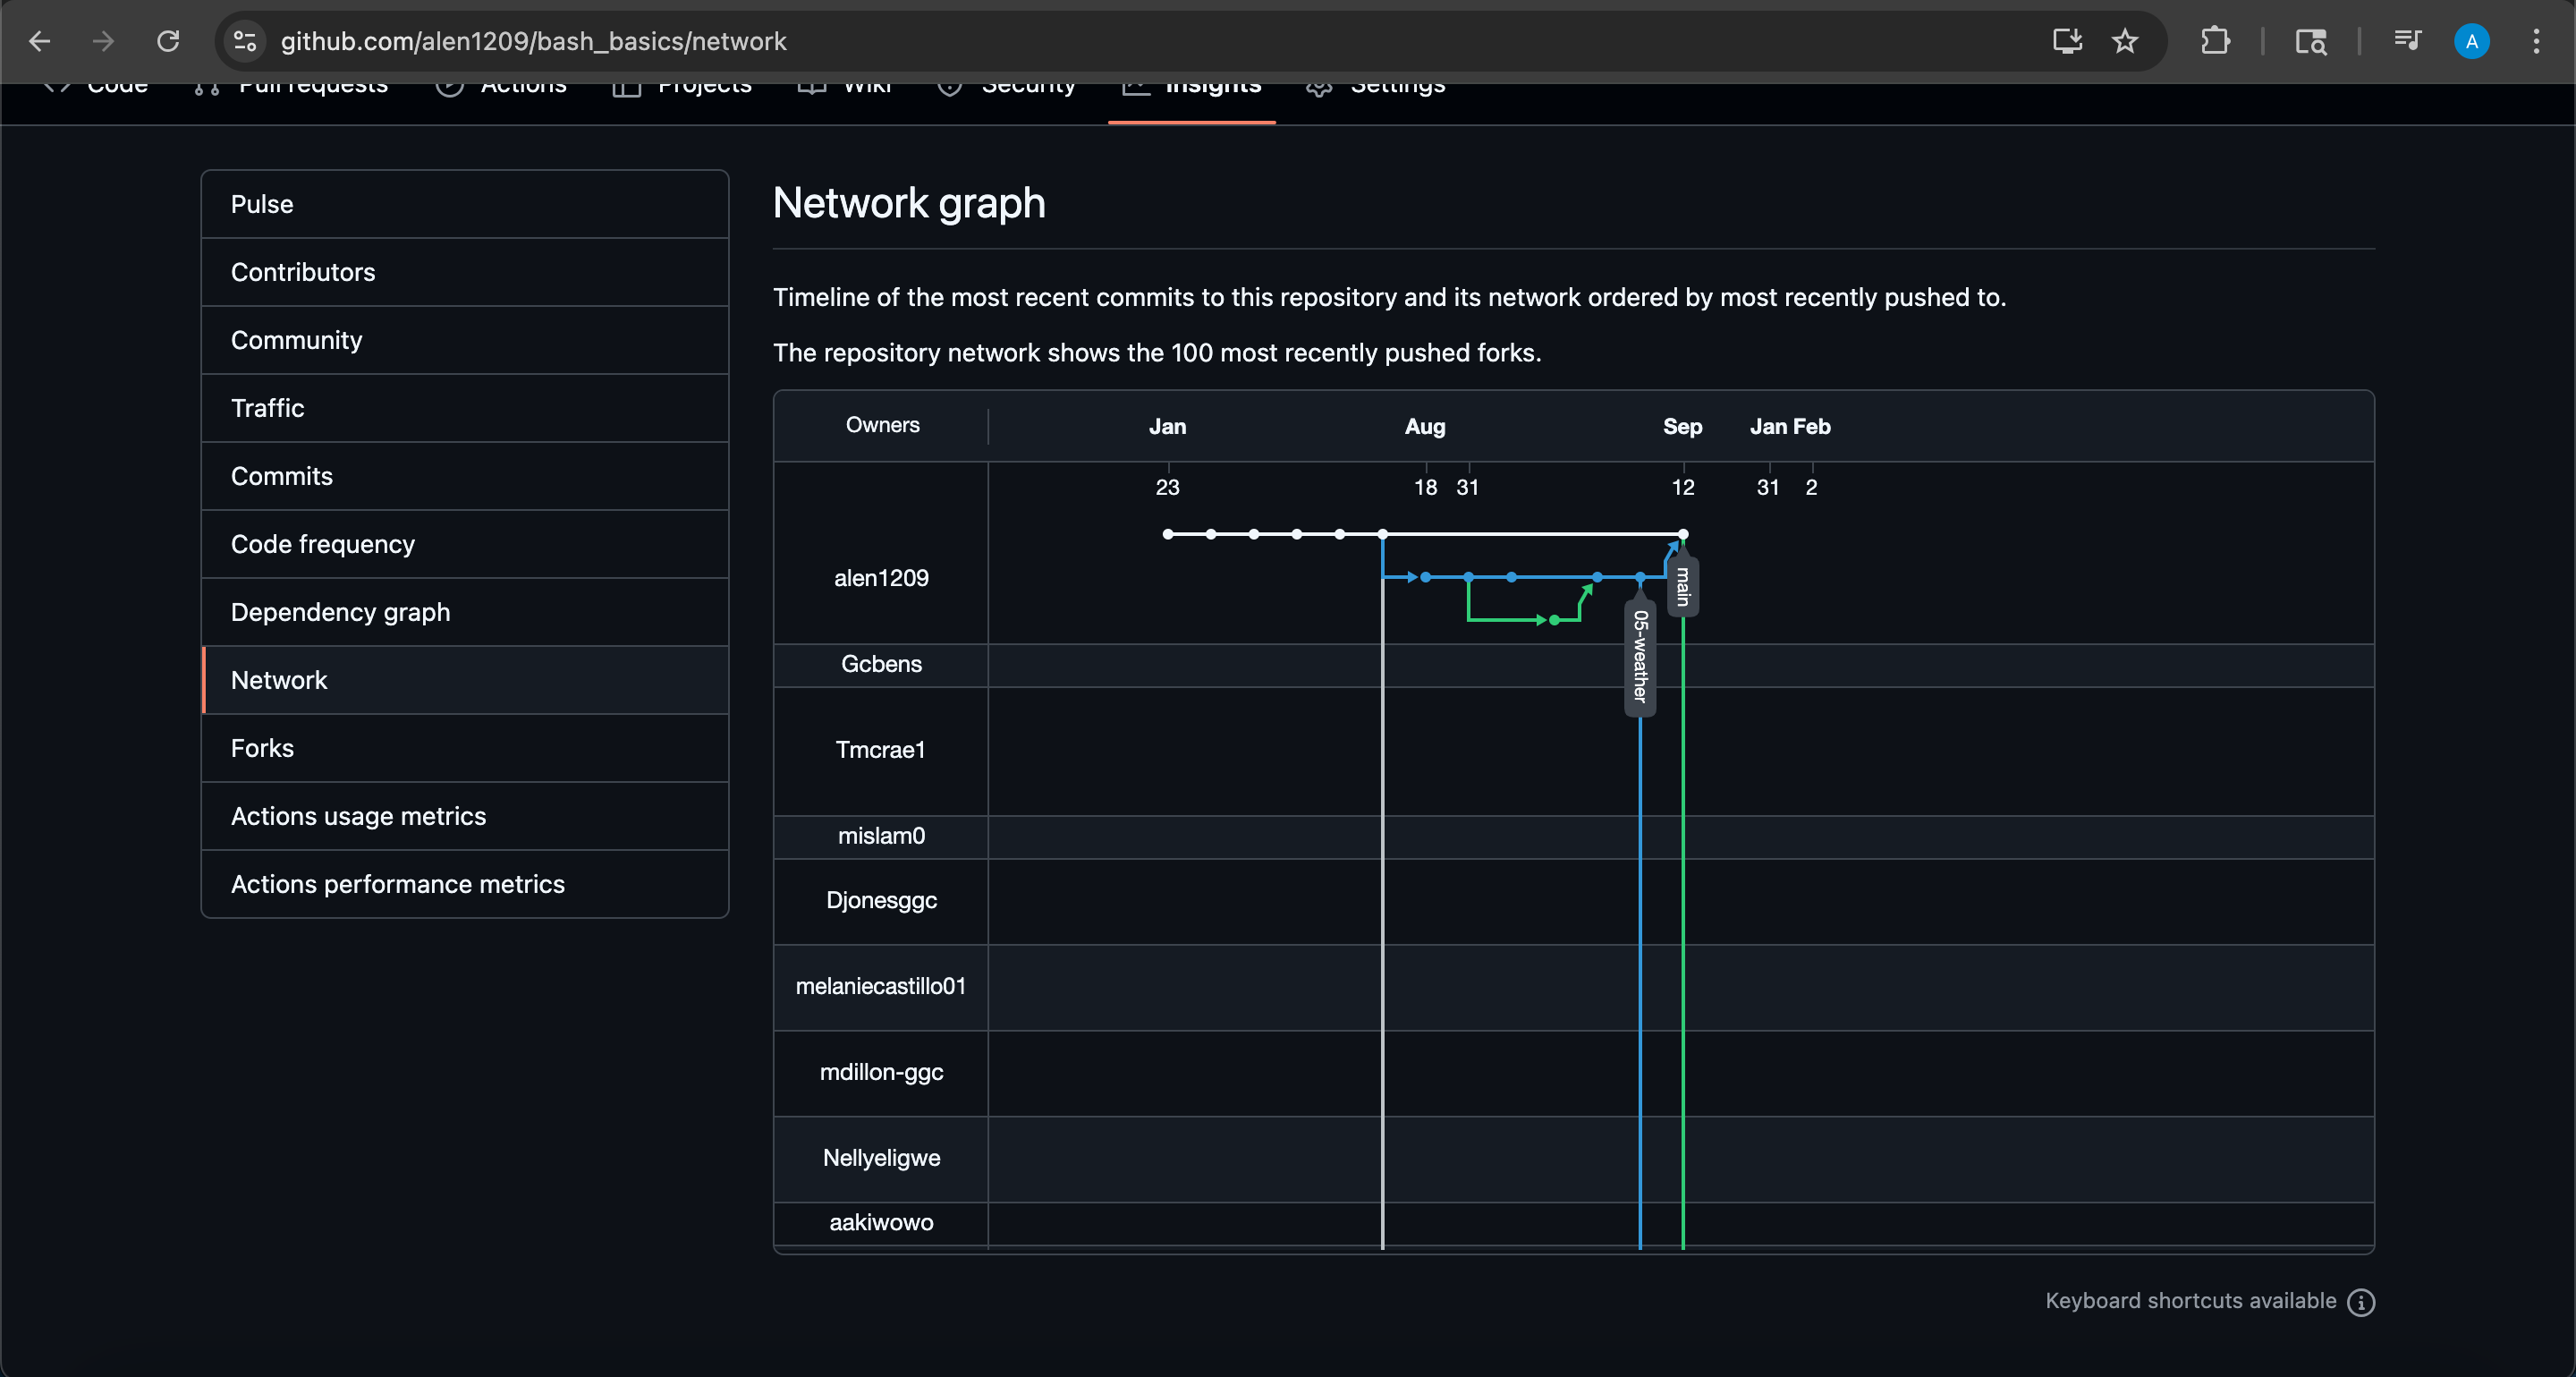 github.com/alen1209/bash_basics/network
A
Code Pull requests Actions Projects Wiki Security Insights Settings
Pulse
Contributors
Community
Traffic
Commits
Code frequency
Dependency graph
Network
Forks
Actions usage metrics
Actions performance metrics
Network graph
Timeline of the most recent commits to this repository and its network ordered by most recently pushed to.
The repository network shows the 100 most recently pushed forks.
Owners Jan Aug Sep Jan Feb
23 18 31 12 31 2
alen1209
main
05-weather
Gcbens
Tmcrae1
mislam0
Djonesggc
melaniecastillo01
mdillon-ggc
Nellyeligwe
aakiwowo
Keyboard shortcuts available